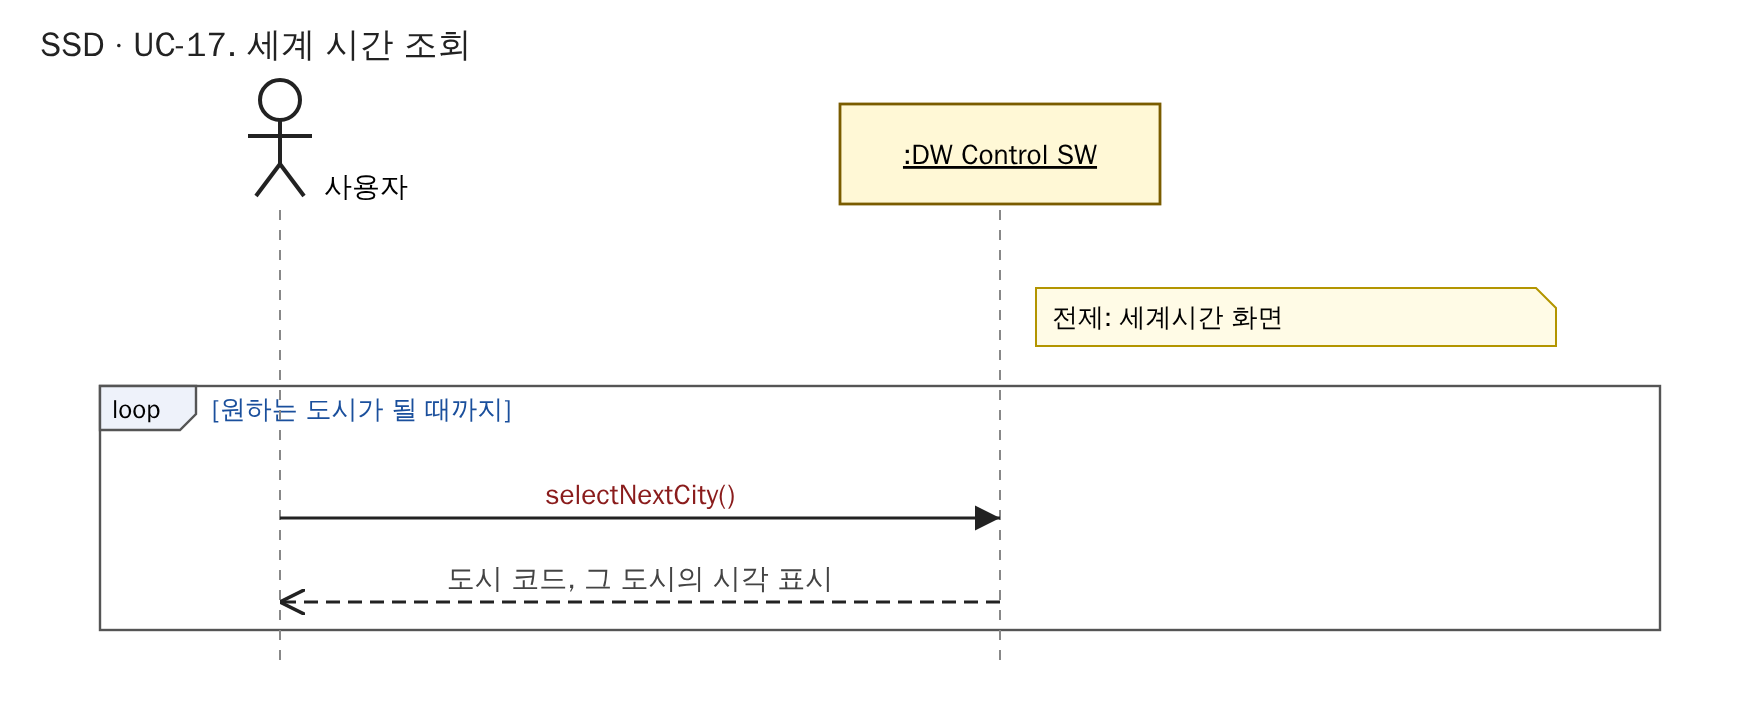 SSD · UC-17. 세계 시간 조회
사용자
:DW Control SW
전제: 세계시간 화면
loop
[원하는 도시가 될 때까지]
selectNextCity()
도시 코드, 그 도시의 시각 표시